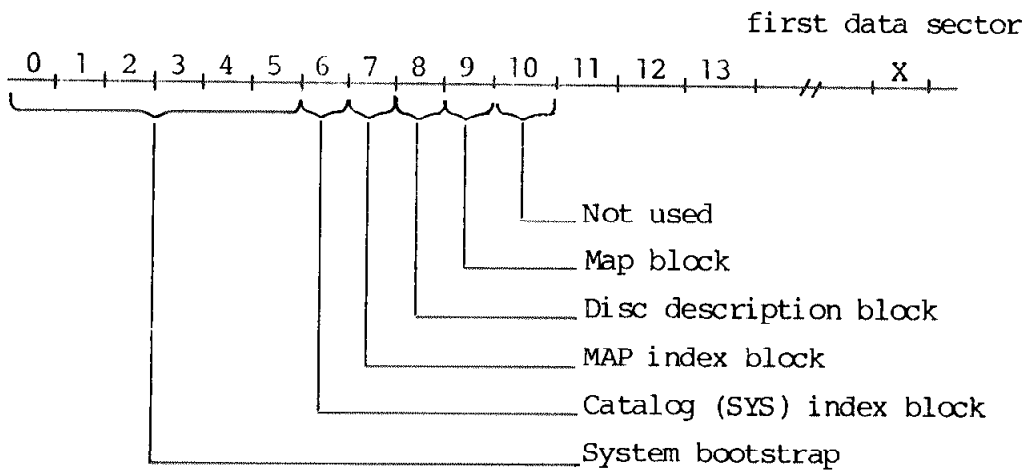 first data sector
0 1 2 3 4 5 6 7 8 9 10 11 12 13 X
Not used
Map block
Disc description block
MAP index block
Catalog (SYS) index block
System bootstrap